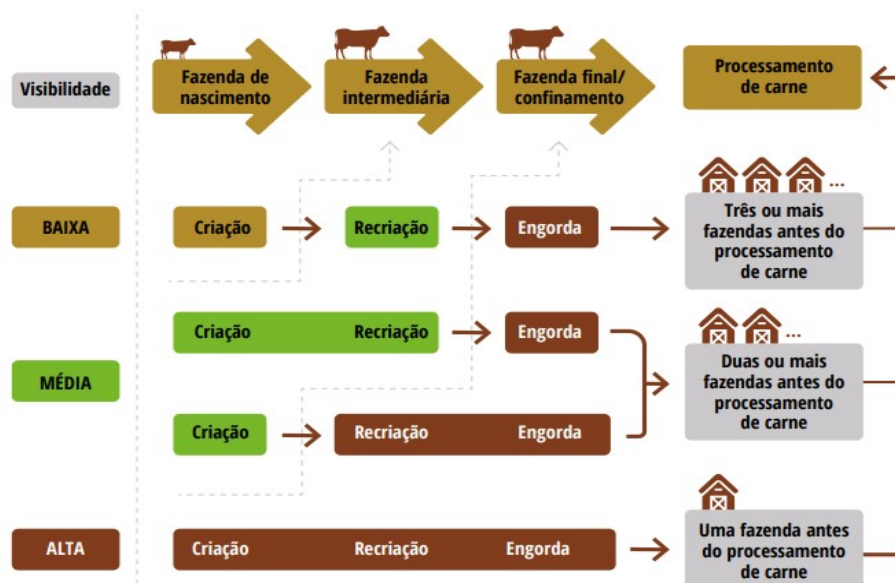 Visibilidade
Fazenda de
nascimento
Fazenda
intermediária
Fazenda final/
confinamento
Processamento
de carne
BAIXA
Criação
Recriação
Engorda
Três ou mais
fazendas antes do
processamento
de carne
...
MÉDIA
Criação
Recriação
Engorda
Criação
Recriação
Engorda
Duas ou mais
fazendas antes do
processamento
de carne
...
ALTA
Criação
Recriação
Engorda
Uma fazenda antes
do processamento
de carne